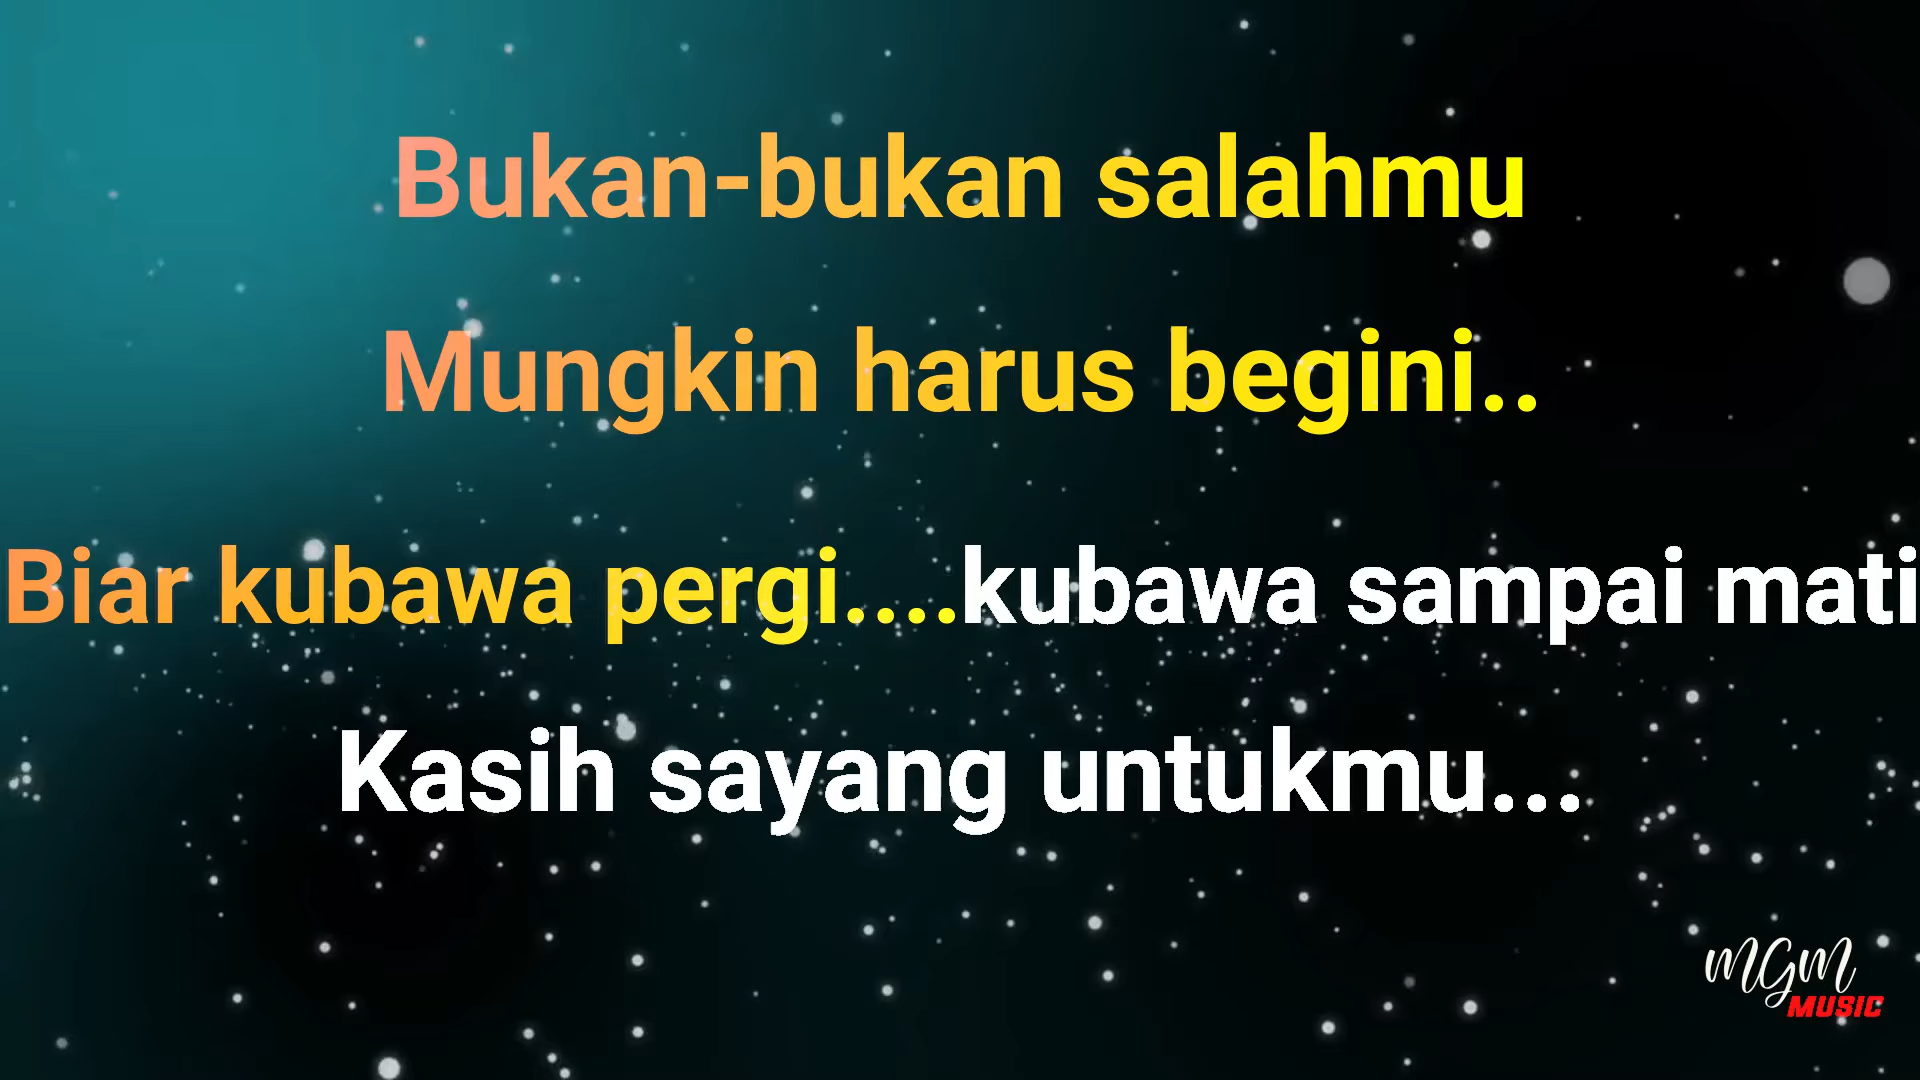 Bukan-bukan salahmu
Mungkin harus begini..
Biar kubawa pergi....kubawa sampai mati
Kasih sayang untukmu...
MGM
MUSIC